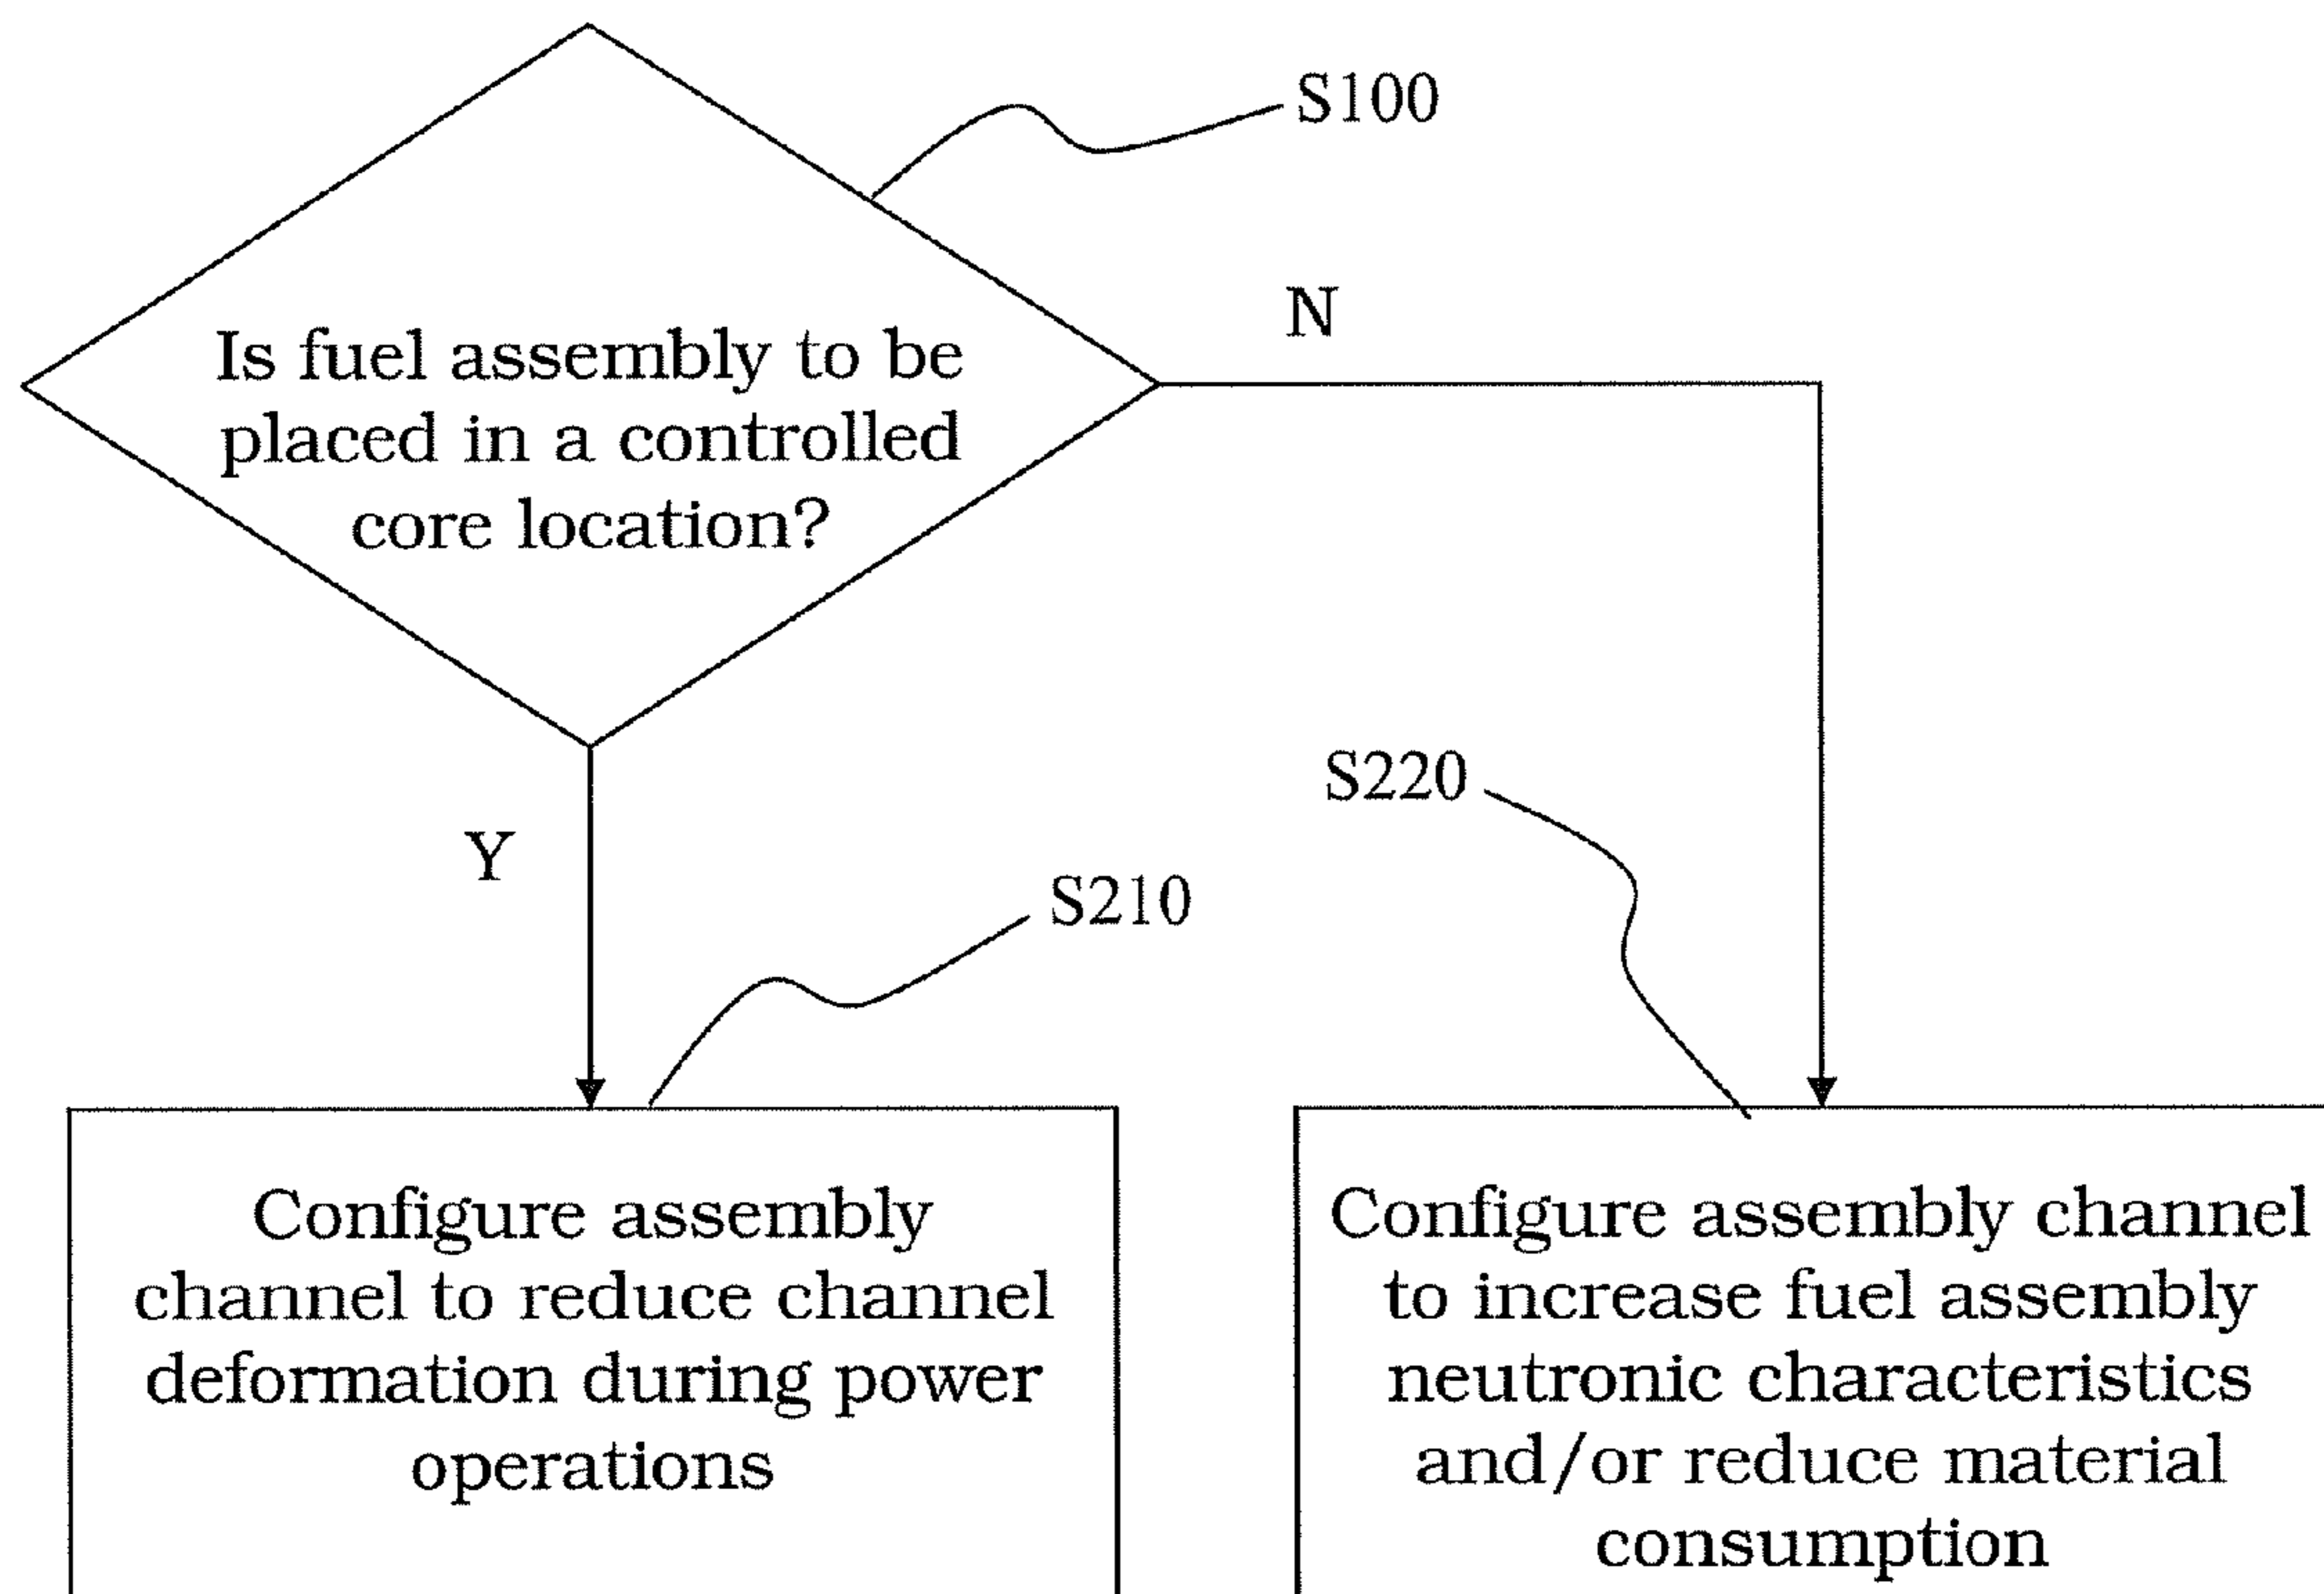 S100
Is fuel assembly to be
placed in a controlled
core location?
N
Y
S220
S210
Configure assembly
channel to reduce channel
deformation during power
operations
Configure assembly channel
to increase fuel assembly
neutronic characteristics
and/or reduce material
consumption